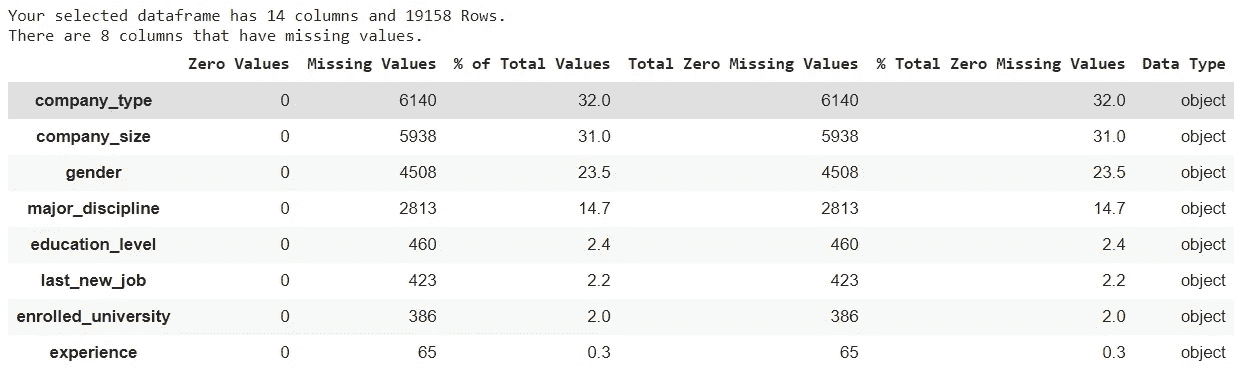 Your selected dataframe has 14 columns and 19158 Rows.
There are 8 columns that have missing values.
Zero Values Missing Values % of Total Values Total Zero Missing Values % Total Zero Missing Values Data Type
company_type 0 6140 32.0 6140 32.0 object
company_size 0 5938 31.0 5938 31.0 object
gender 0 4508 23.5 4508 23.5 object
major_discipline 0 2813 14.7 2813 14.7 object
education_level 0 460 2.4 460 2.4 object
last_new_job 0 423 2.2 423 2.2 object
enrolled_university 0 386 2.0 386 2.0 object
experience 0 65 0.3 65 0.3 object